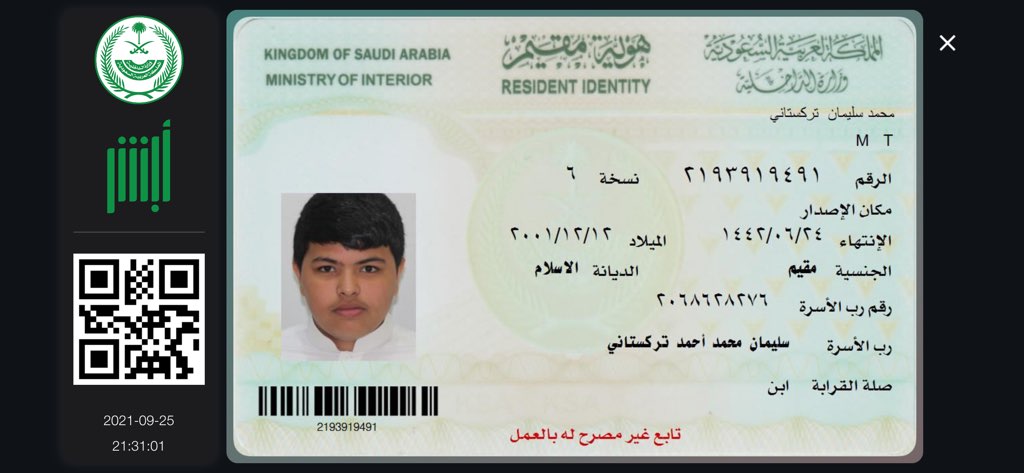 أبشر
2021-09-25
21:31:01
KINGDOM OF SAUDI ARABIA
MINISTRY OF INTERIOR
هوية مقيم
RESIDENT IDENTITY
المملكة العربية السعودية
وزارة الداخلية
محمد سليمان تركستاني
M T
الرقم ٢١٩٣٩١٩٤٩١ نسخة ٦
مكان الإصدار
الإنتهاء ١٤٤٢/٠٦/٢٤ الميلاد ٢٠٠١/١٢/١٢
الجنسية مقيم الديانة الاسلام
رقم رب الأسرة ٢٠٦٨٦٢٨٢٧٦
رب الأسرة سليمان محمد أحمد تركستاني
صلة القرابة ابن
2193919491
تابع غير مصرح له بالعمل